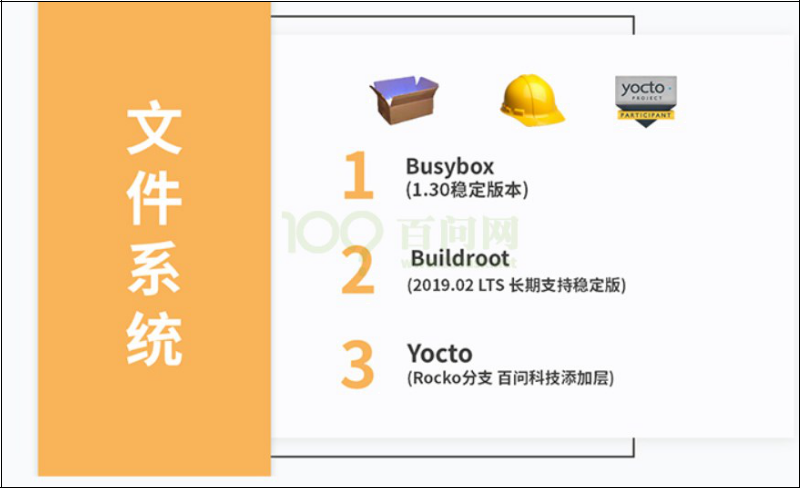 文件系统
yocto
PROJECT
PARTICIPANT
1
Busybox
(1.30稳定版本)
100 百问网
2
Buildroot
(2019.02 LTS 长期支持稳定版)
3
Yocto
(Rocko分支 百问科技添加层)